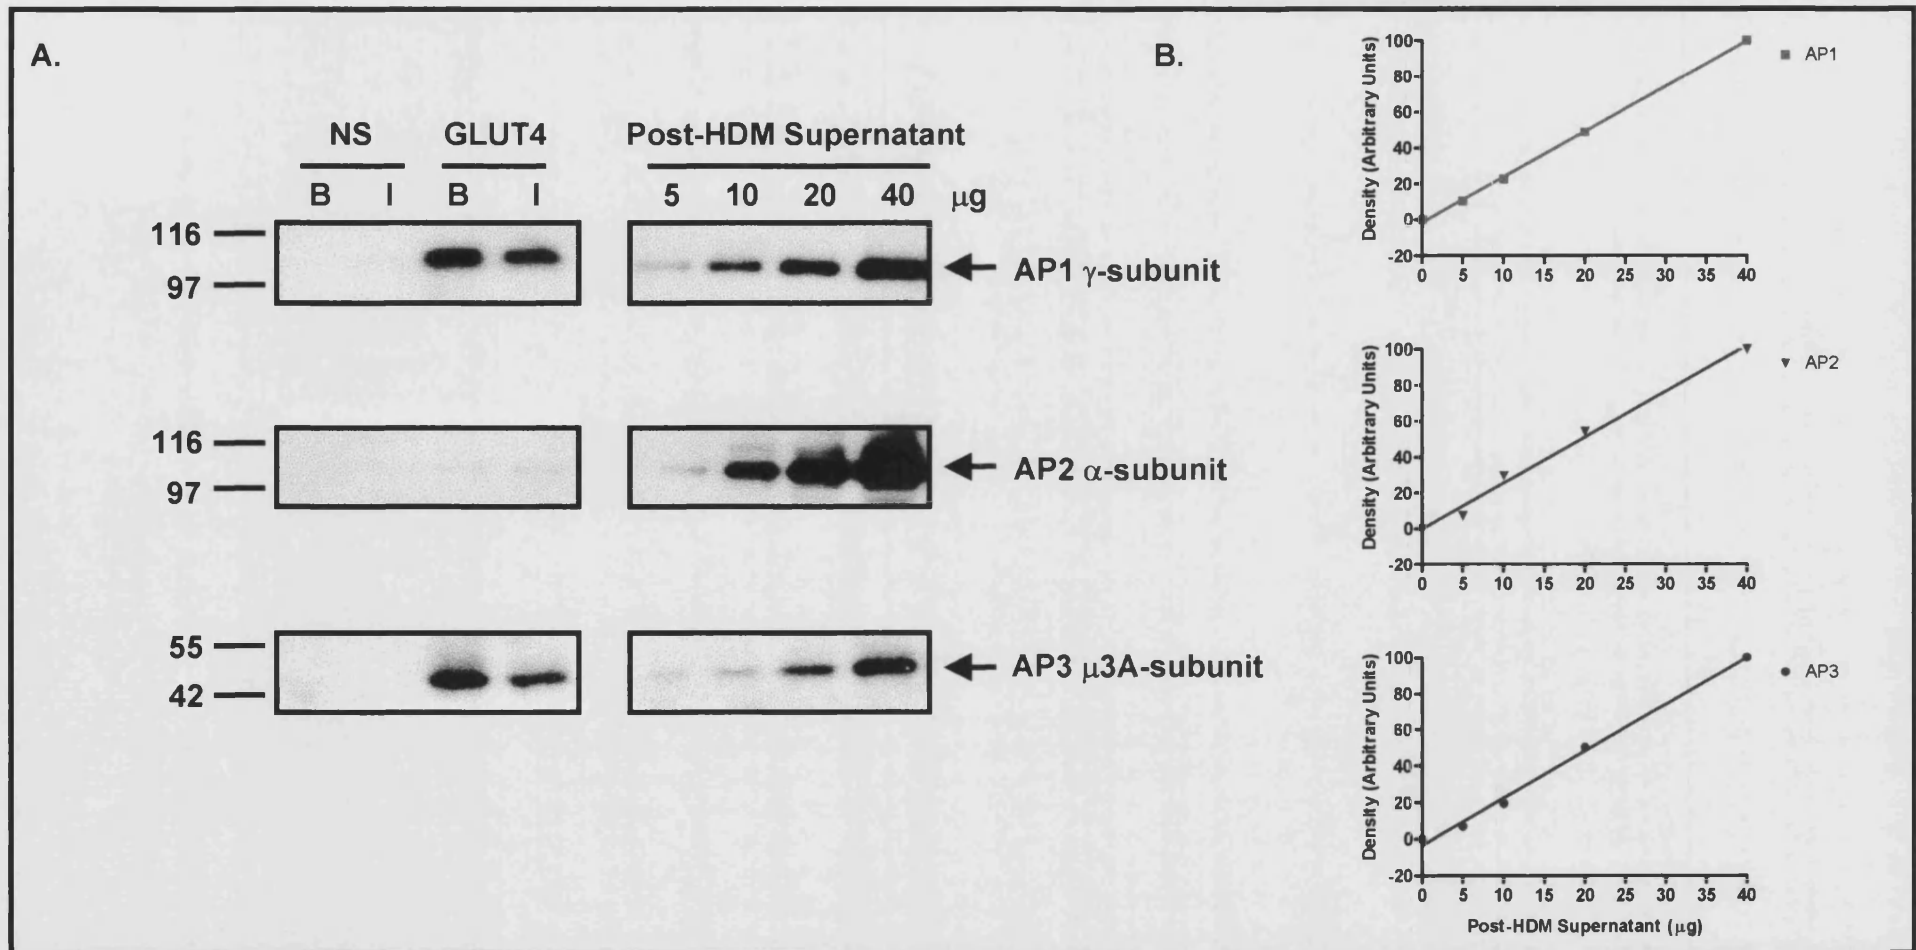 A.
NS GLUT4 Post-HDM Supernatant
B I B I 5 10 20 40 μg
116
97
AP1 γ-subunit
116
97
AP2 α-subunit
55
42
AP3 μ3A-subunit
B.
Density (Arbitrary Units)
100
80
60
40
20
0
-20
0 5 10 15 20 25 30 35 40
AP1
Density (Arbitrary Units)
100
80
60
40
20
0
-20
0 5 10 15 20 25 30 35 40
AP2
Density (Arbitrary Units)
100
80
60
40
20
0
-20
0 5 10 15 20 25 30 35 40
AP3
Post-HDM Supernatant (μg)